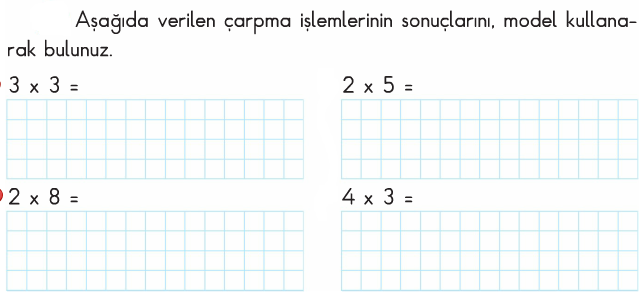 Aşağıda verilen çarpma işlemlerinin sonuçlarını, model kullana-
rak bulunuz.
3 x 3 =
2 x 5 =
2 x 8 =
4 x 3 =